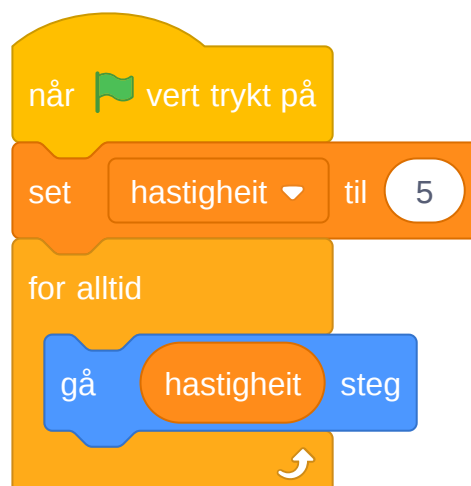 når vert trykt på
set hastigheit til 5
for alltid
gå hastigheit steg